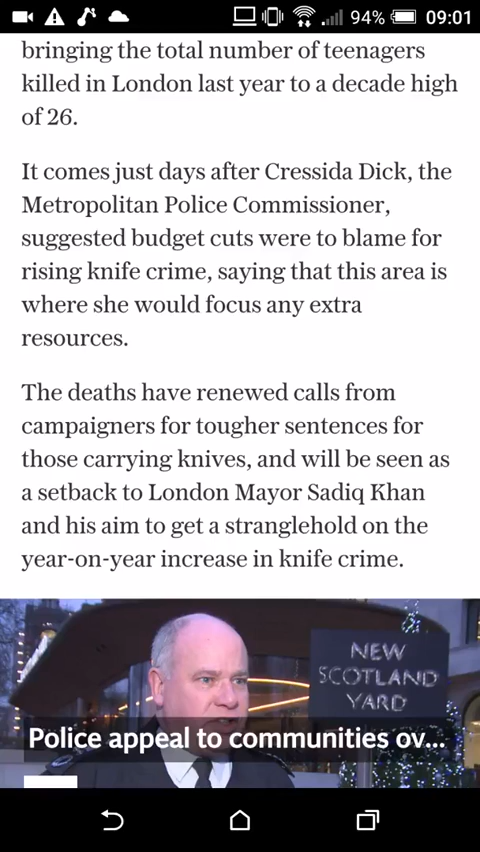 94% 09:01
bringing the total number of teenagers
killed in London last year to a decade high
of 26.
It comes just days after Cressida Dick, the
Metropolitan Police Commissioner,
suggested budget cuts were to blame for
rising knife crime, saying that this area is
where she would focus any extra
resources.
The deaths have renewed calls from
campaigners for tougher sentences for
those carrying knives, and will be seen as
a setback to London Mayor Sadiq Khan
and his aim to get a stranglehold on the
year-on-year increase in knife crime.
NEW
SCOTLAND
YARD
Police appeal to communities ov...